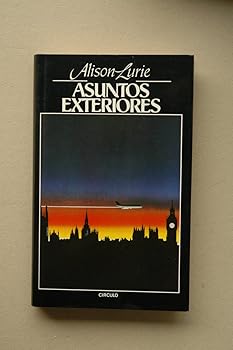 Alison Lurie
ASUNTOS
EXTERIORES
CIRCULO